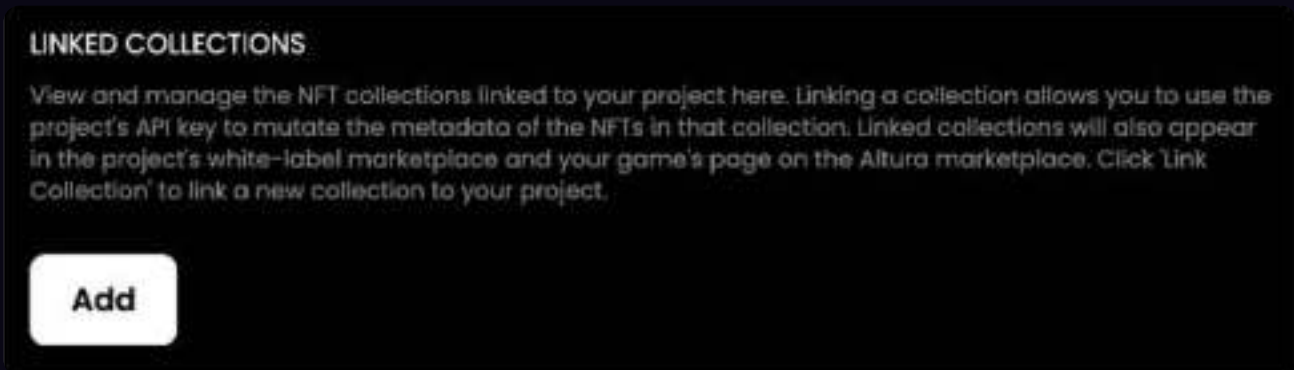 LINKED COLLECTIONS
View and manage the NFT collections linked to your project here. Linking a collection allows you to use the
project's API key to mutate the metadata of the NFTs in that collection. Linked collections will also appear
in the project's white-label marketplace and your game's page on the Altura marketplace. Click 'Link
Collection' to link a new collection to your project.
Add